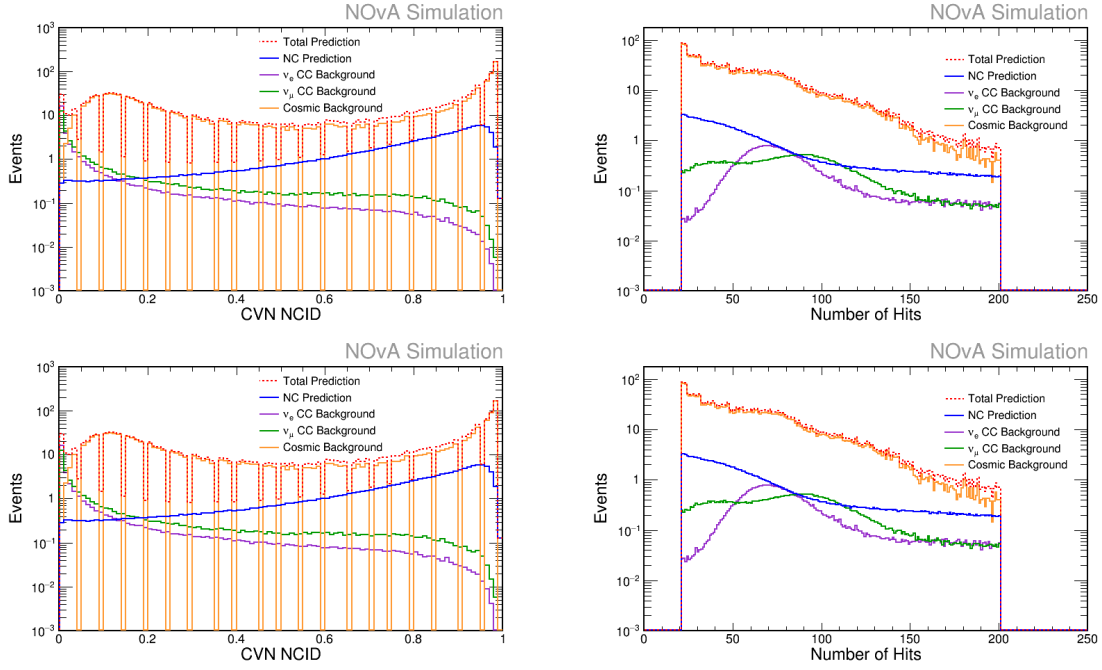 NOvA Simulation
10³
10²
10
1
10⁻¹
10⁻²
10⁻³
Events
Total Prediction
NC Prediction
νₑ CC Background
ν_μ CC Background
Cosmic Background
0 0.2 0.4 0.6 0.8 1
CVN NCID
NOvA Simulation
10²
10
1
10⁻¹
10⁻²
10⁻³
Events
Total Prediction
NC Prediction
νₑ CC Background
ν_μ CC Background
Cosmic Background
0 50 100 150 200 250
Number of Hits
NOvA Simulation
10³
10²
10
1
10⁻¹
10⁻²
10⁻³
Events
Total Prediction
NC Prediction
νₑ CC Background
ν_μ CC Background
Cosmic Background
0 0.2 0.4 0.6 0.8 1
CVN NCID
NOvA Simulation
10²
10
1
10⁻¹
10⁻²
10⁻³
Events
Total Prediction
NC Prediction
νₑ CC Background
ν_μ CC Background
Cosmic Background
0 50 100 150 200 250
Number of Hits